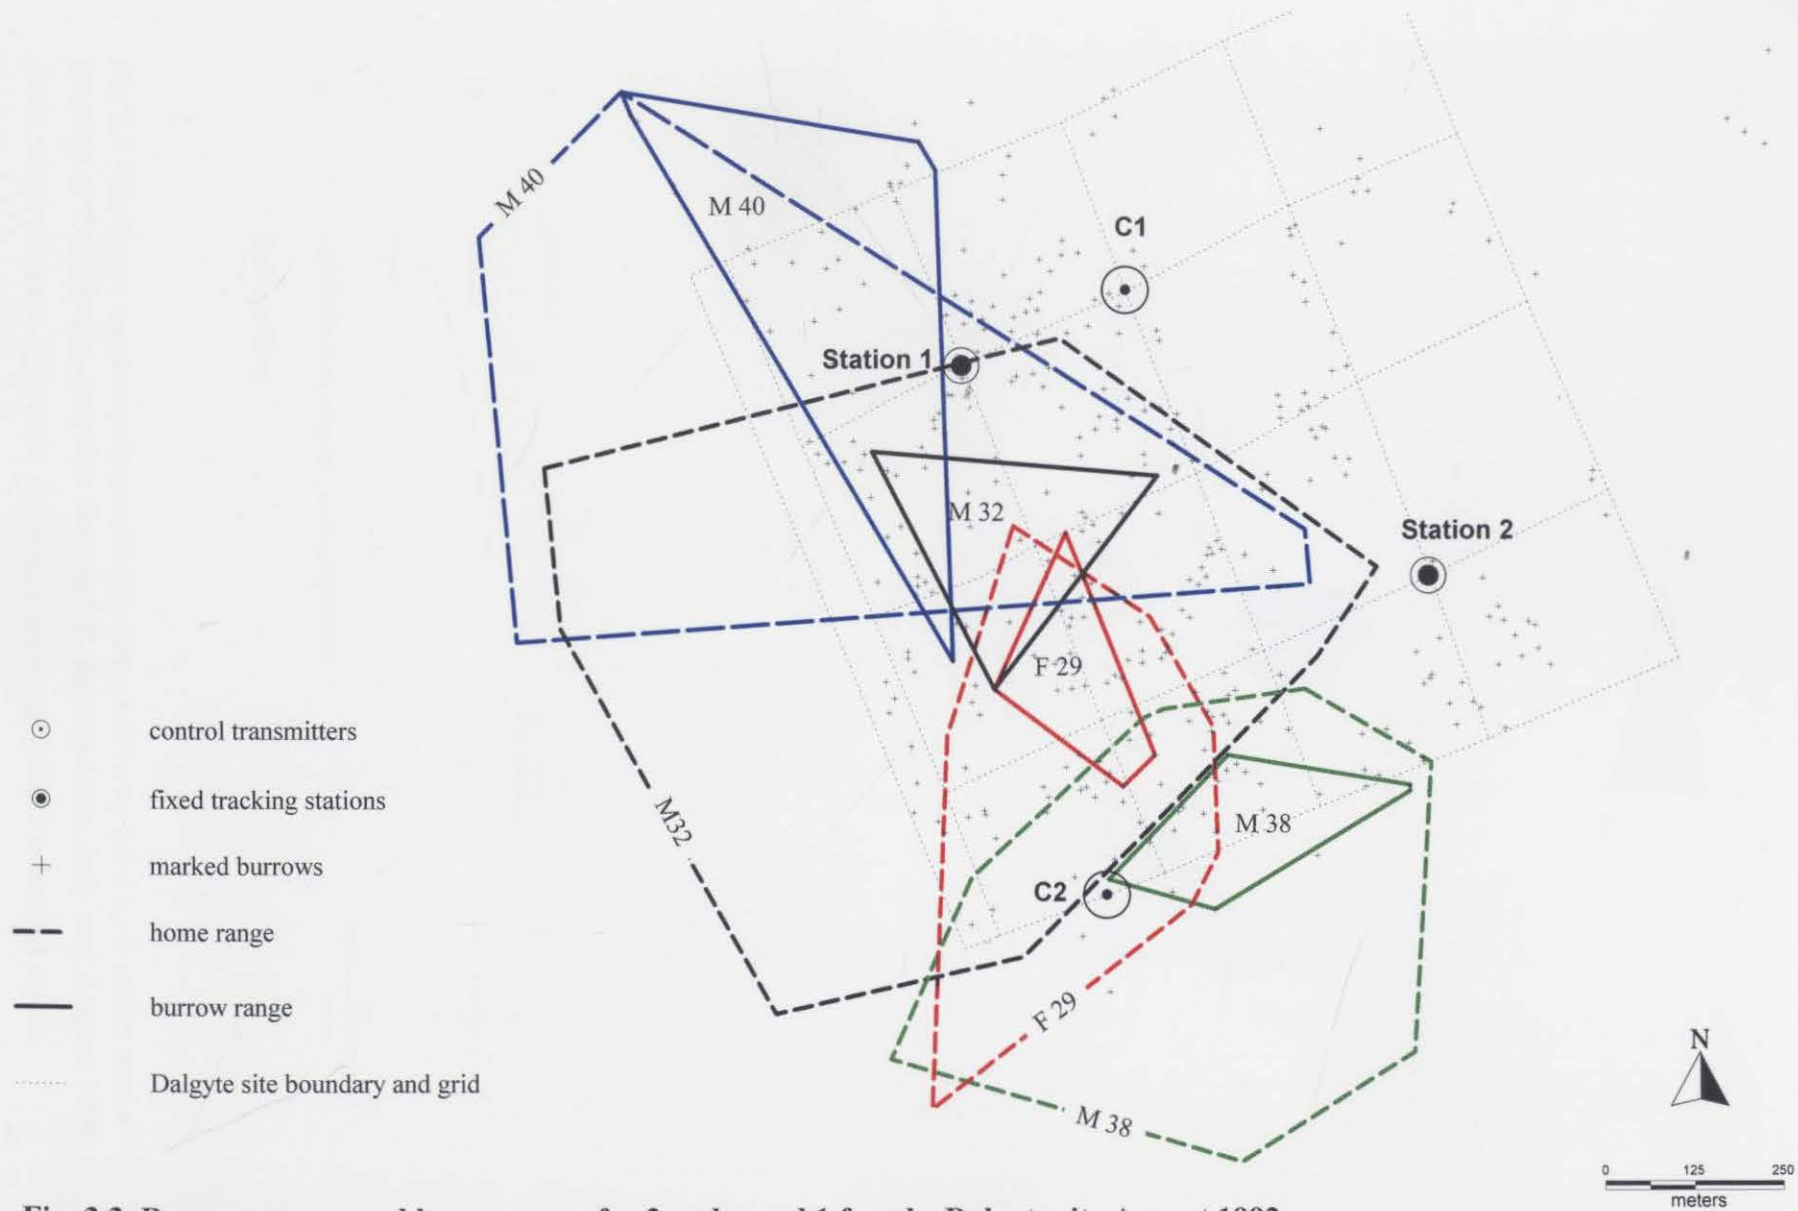 M 40
M 40
C1
Station 1
M 32
Station 2
F 29
M 38
M32
C2
F 29
M 38
control transmitters
fixed tracking stations
marked burrows
home range
burrow range
Dalgyte site boundary and grid
N
0 125 250
meters